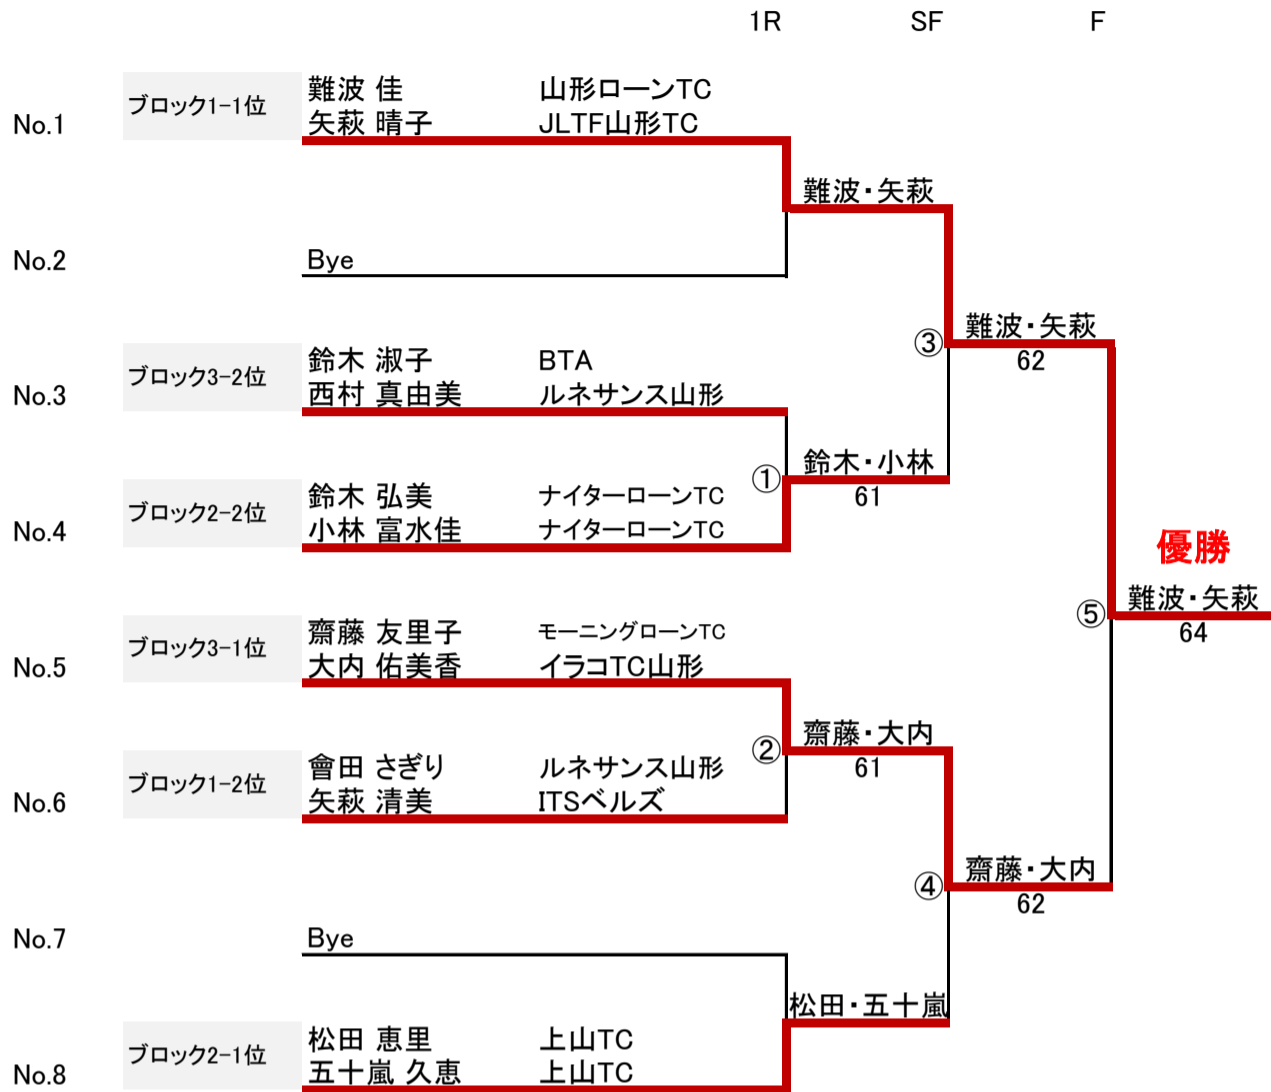 1R SF F
ブロック1-1位 難波 佳 山形ローンTC
No.1 矢萩 晴子 JLTF山形TC
難波・矢萩
No.2 Bye
難波・矢萩
③ 62
ブロック3-2位 鈴木 淑子 BTA
No.3 西村 真由美 ルネサンス山形
鈴木・小林
① 61
ブロック2-2位 鈴木 弘美 ナイターローンTC
No.4 小林 富水佳 ナイターローンTC
優勝
難波・矢萩
⑤ 64
ブロック3-1位 齋藤 友里子 モーニングローンTC
No.5 大内 佑美香 イラコTC山形
齋藤・大内
② 61
ブロック1-2位 會田 さぎり ルネサンス山形
No.6 矢萩 清美 ITSベルズ
齋藤・大内
④ 62
No.7 Bye
松田・五十嵐
ブロック2-1位 松田 恵里 上山TC
No.8 五十嵐 久恵 上山TC